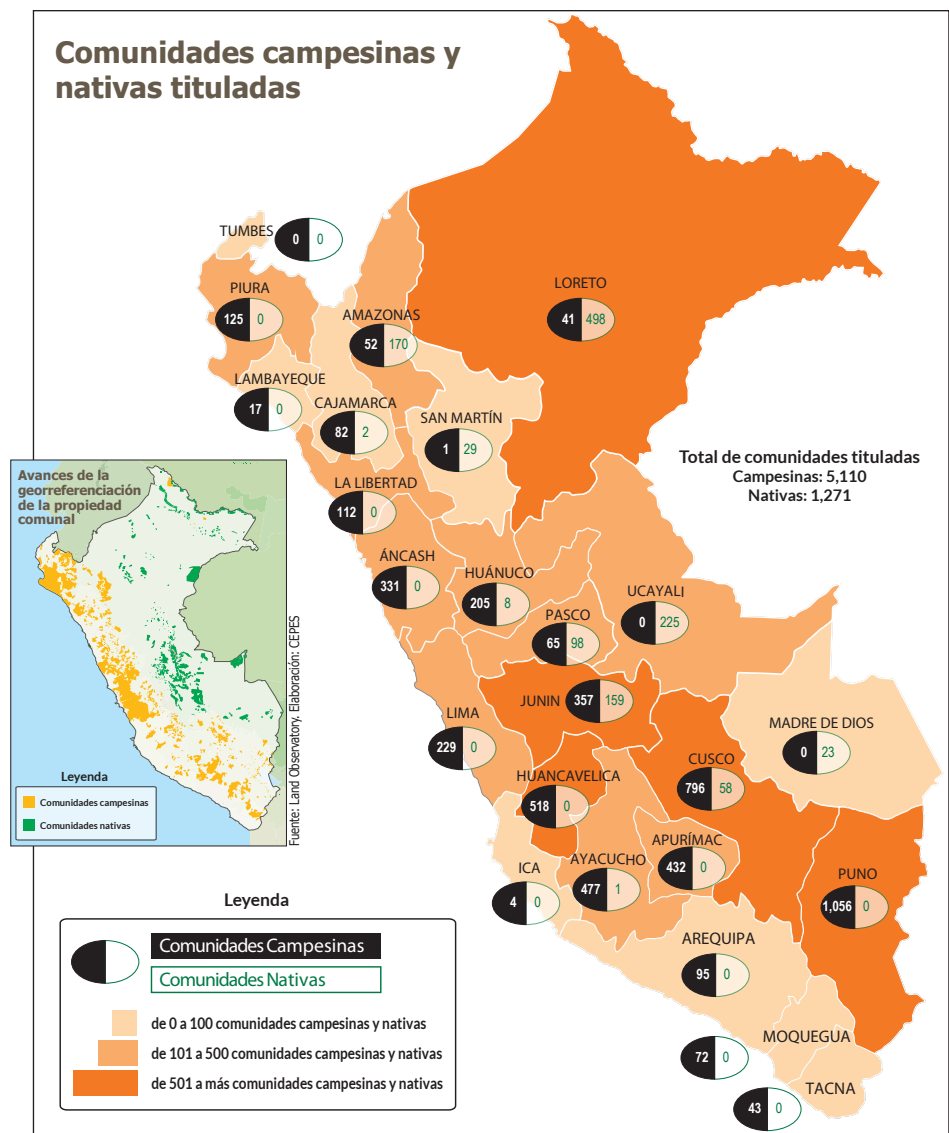 Comunidades campesinas y
nativas tituladas
TUMBES
0 0
PIURA
125 0
AMAZONAS
52 170
LORETO
41 498
LAMBAYEQUE
17 0
CAJAMARCA
82 2
SAN MARTÍN
1 29
Total de comunidades tituladas
Campesinas: 5,110
Nativas: 1,271
LA LIBERTAD
112 0
ÁNCASH
331 0
HUÁNUCO
205 8
PASCO
65 98
UCAYALI
0 225
JUNIN
357 159
LIMA
229 0
MADRE DE DIOS
0 23
HUANCAVELICA
518 0
CUSCO
796 58
ICA
4 0
AYACUCHO
477 1
APURÍMAC
432 0
PUNO
1,056 0
AREQUIPA
95 0
MOQUEGUA
72 0
TACNA
43 0
Avances de la
georreferenciación
de la propiedad
comunal
Leyenda
Comunidades campesinas
Comunidades nativas
Fuente: Land Observatory. Elaboración: CEPES
Leyenda
Comunidades Campesinas
Comunidades Nativas
de 0 a 100 comunidades campesinas y nativas
de 101 a 500 comunidades campesinas y nativas
de 501 a más comunidades campesinas y nativas